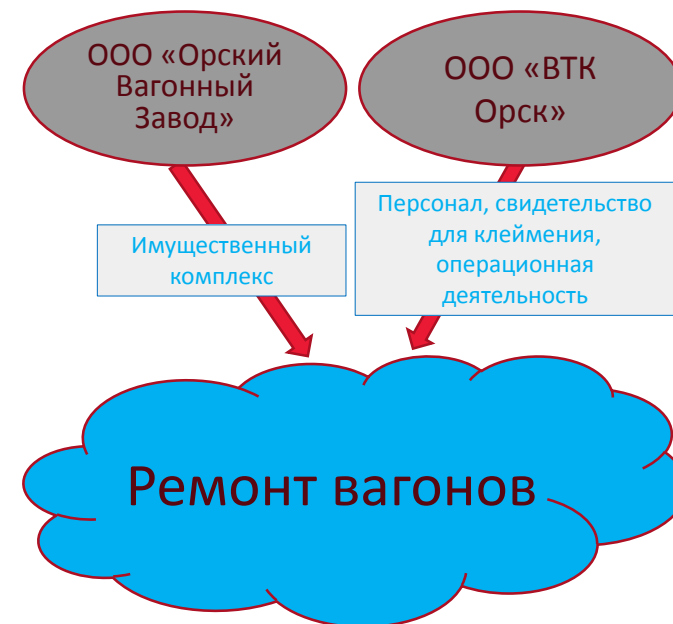 ООО «Орский
Вагонный
Завод»
ООО «ВТК
Орск»
Имущественный
комплекс
Персонал, свидетельство
для клеймения,
операционная
деятельность
Ремонт вагонов